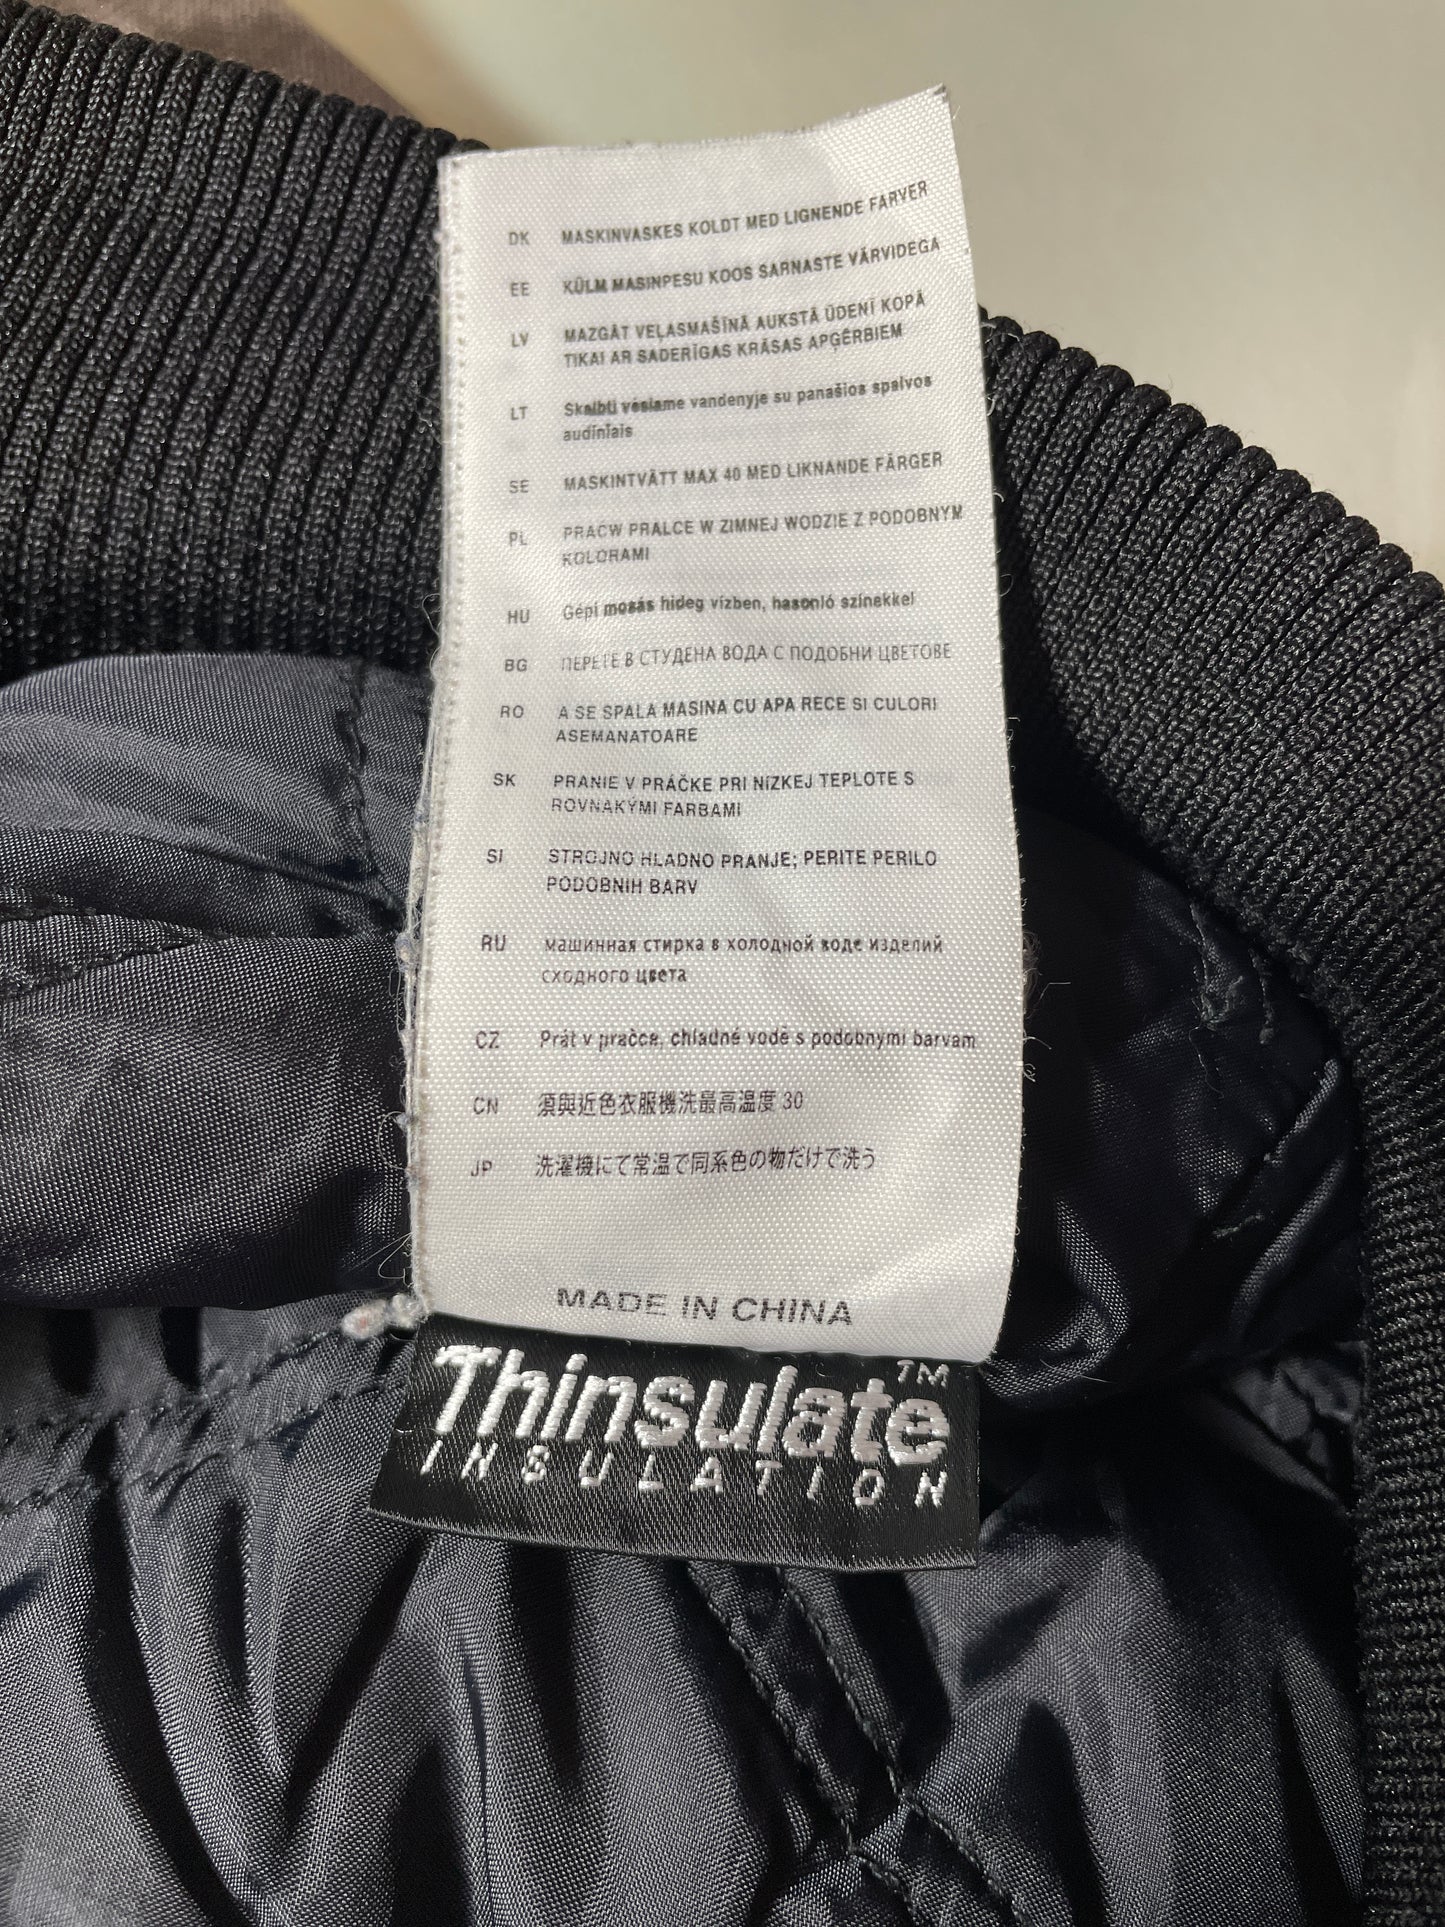 DK MASKINVASKES KOLDT MED LIGNENDE FARVER
EE KÜLM MASINPESU KOOS SARNASTE VÄRVIDEGA
LV MAZGĀT VEĻASMAŠĪNĀ AUKSTĀ ŪDENĪ KOPĀ
TIKAI AR SADERĪGAS KRĀSAS APĢĒRBIEM
LT Skalbti vėsiame vandenyje su panašios spalvos
audiniais
SE MASKINTVÄTT MAX 40 MED LIKNANDE FÄRGER
PL PRACW PRALCE W ZIMNEJ WODZIE Z PODOBNYM
KOLORAMI
HU Gépi mosás hideg vízben, hasonló színekkel
BG ПЕРЕТЕ В СТУДЕНА ВОДА С ПОДОБНИ ЦВЕТОВЕ
RO A SE SPALA MASINA CU APA RECE SI CULORI
ASEMANATOARE
SK PRANIE V PRÁČKE PRI NÍZKEJ TEPLOTE S
ROVNAKÝMI FARBAMI
SI STROJNO HLADNO PRANJE; PERITE PERILO
PODOBNIH BARV
RU машинная стирка в холодной воде изделий
сходного цвета
CZ Prát v pračce, chladné vodě s podobnymi barvam
CN 須與近色衣服機洗最高溫度 30
JP 洗濯機にて常温で同系色の物だけで洗う
MADE IN CHINA
Thinsulate™
INSULATION